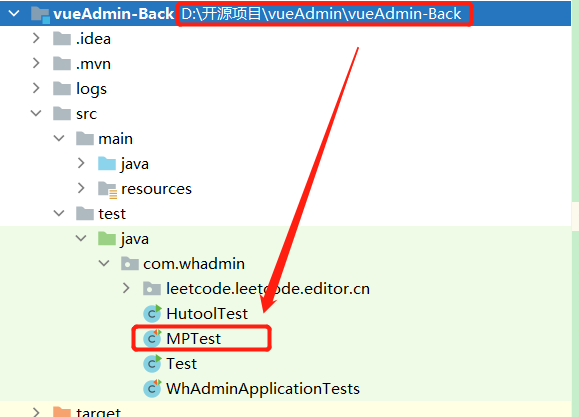 vueAdmin-Back D:\开源项目\vueAdmin\vueAdmin-Back
.idea
.mvn
logs
src
main
java
resources
test
java
com.whadmin
leetcode.leetcode.editor.cn
HutoolTest
MPTest
Test
WhAdminApplicationTests
target